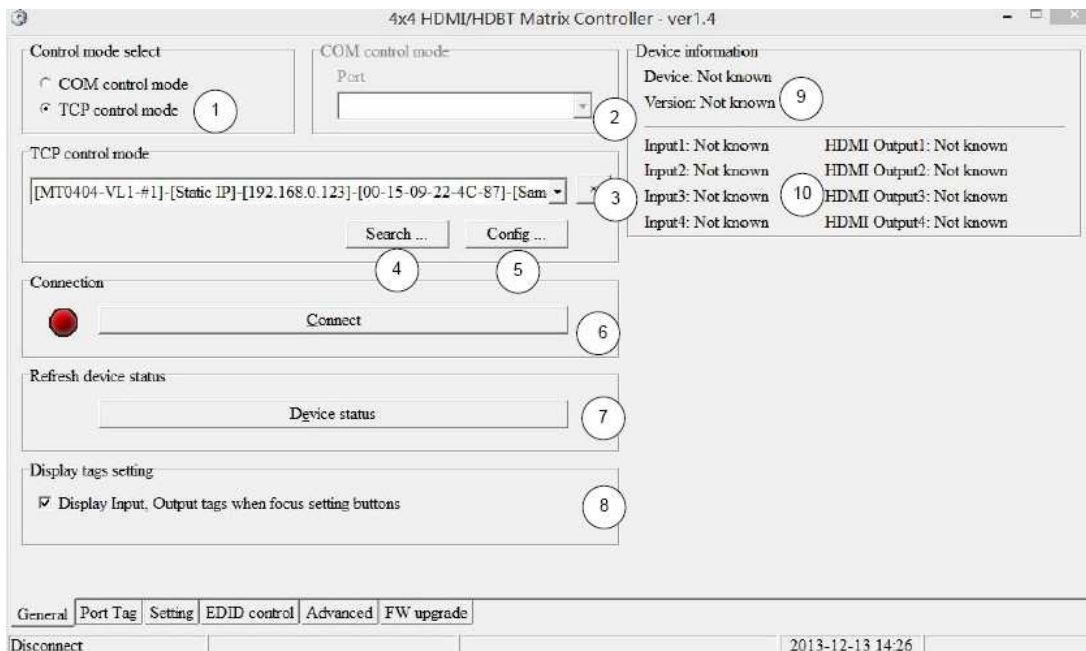 4x4 HDMI/HDBT Matrix Controller - ver1.4
Control mode select
COM control mode
TCP control mode
1
COM control mode
Port
2
Device information
Device: Not known
Version: Not known
9
Input1: Not known HDMI Output1: Not known
Input2: Not known HDMI Output2: Not known
Input3: Not known 10 HDMI Output3: Not known
Input4: Not known HDMI Output4: Not known
TCP control mode
[MT0404-VL1-#1]-[Static IP]-[192.168.0.123]-[00-15-09-22-4C-87]-[Sam
3
Search ... Config ...
4 5
Connection
Connect
6
Refresh device status
Device status
7
Display tags setting
Display Input, Output tags when focus setting buttons
8
General Port Tag Setting EDID control Advanced FW upgrade
Disconnect 2013-12-13 14:26